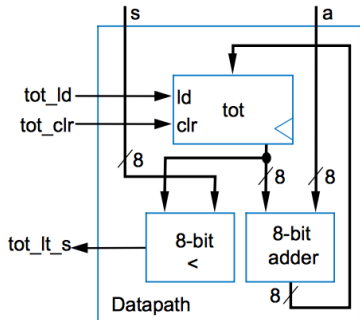 s
a
tot_ld
ld
tot
tot_clr
clr
8
8
8
tot_lt_s
8-bit
<
8-bit
adder
8
Datapath